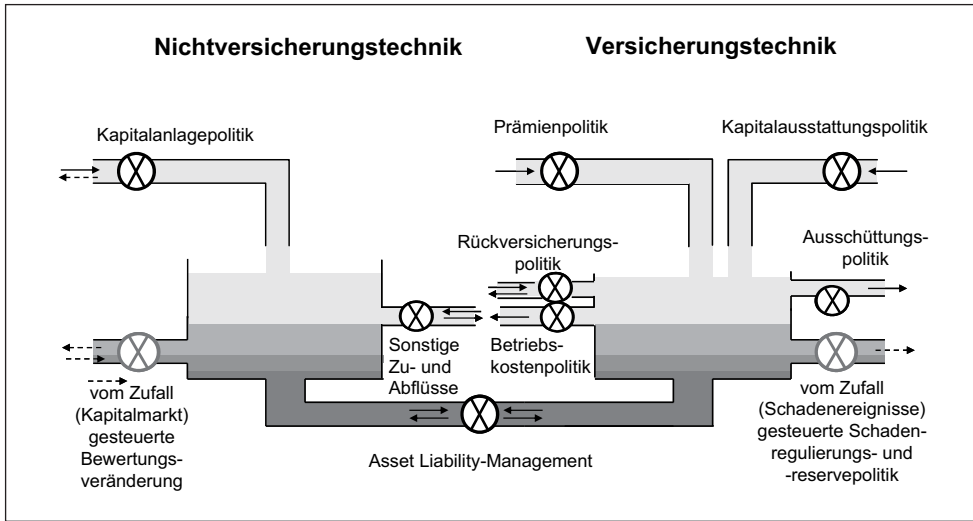 Nichtversicherungstechnik
Versicherungstechnik
Kapitalanlagepolitik
Prämienpolitik
Kapitalausstattungspolitik
Rückversicherungs-
politik
Ausschüttungs-
politik
Sonstige
Zu- und
Abflüsse
Betriebs-
kostenpolitik
vom Zufall
(Kapitalmarkt)
gesteuerte
Bewertungs-
veränderung
vom Zufall
(Schadenereignisse)
gesteuerte Schaden-
regulierungs- und
-reservepolitik
Asset Liability-Management